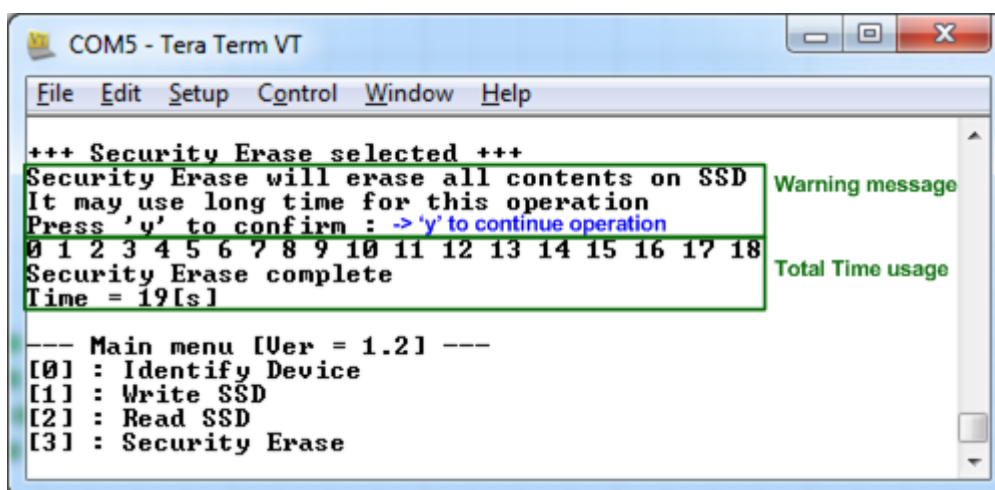 COM5 - Tera Term VT
File Edit Setup Control Window Help
+++ Security Erase selected +++
Security Erase will erase all contents on SSD
It may use long time for this operation
Warning message
Press 'y' to confirm : -> 'y' to continue operation
0 1 2 3 4 5 6 7 8 9 10 11 12 13 14 15 16 17 18
Security Erase complete
Total Time usage
Time = 19[s]
--- Main menu [Ver = 1.2] ---
[0] : Identify Device
[1] : Write SSD
[2] : Read SSD
[3] : Security Erase